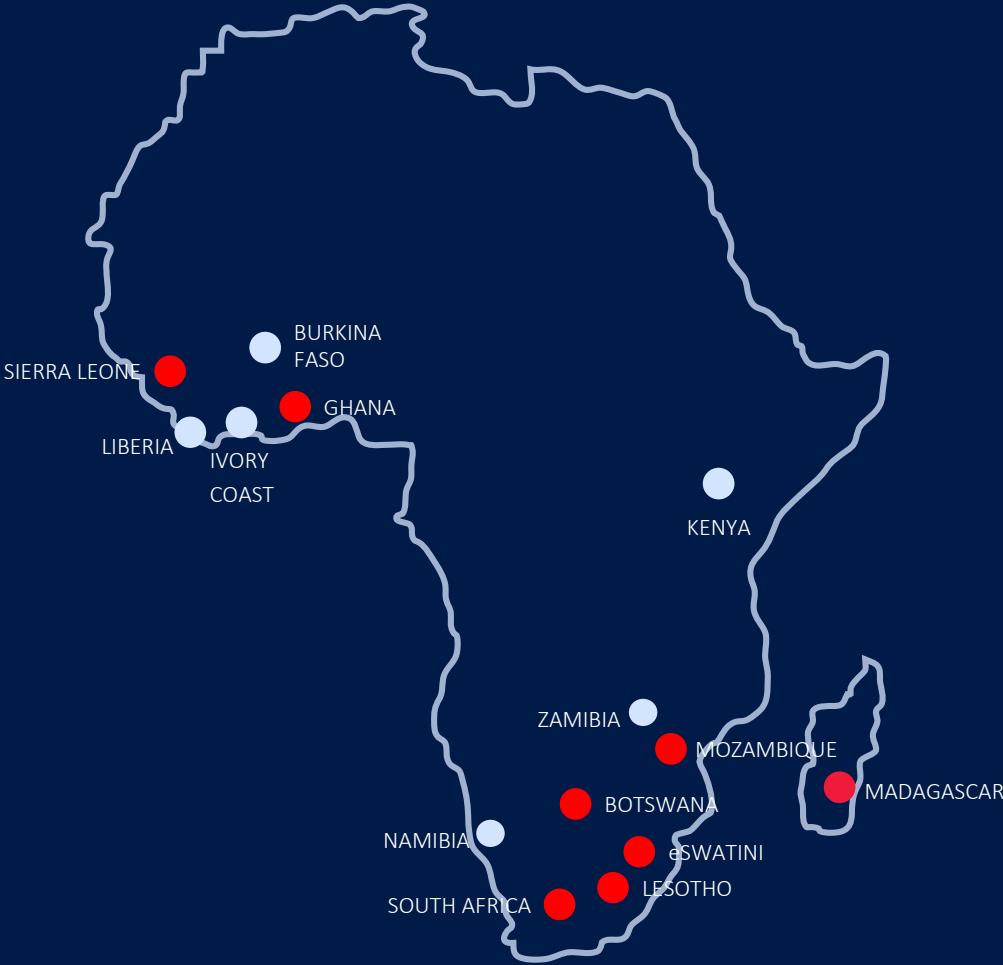 BURKINA
FASO
SIERRA LEONE
GHANA
LIBERIA
IVORY
COAST
KENYA
ZAMIBIA
MOZAMBIQUE
MADAGASCAR
BOTSWANA
NAMIBIA
eSWATINI
LESOTHO
SOUTH AFRICA